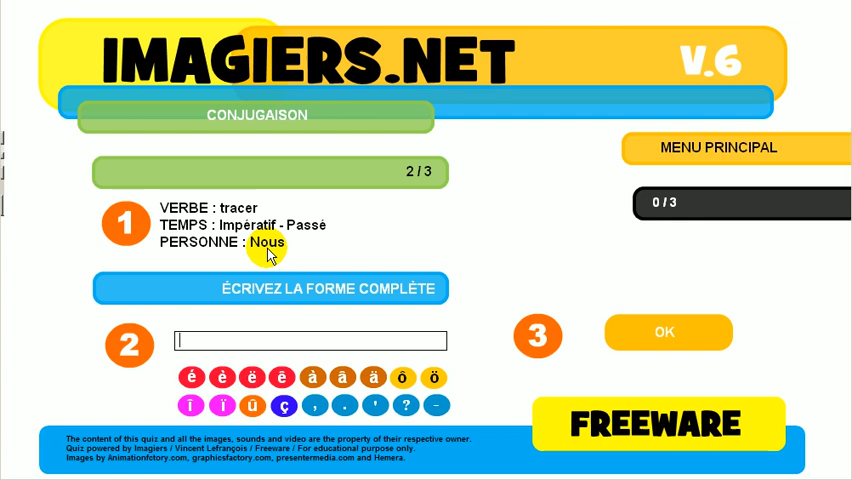 IMAGIERS.NET
V.6
CONJUGAISON
MENU PRINCIPAL
2 / 3
0 / 3
1
VERBE : tracer
TEMPS : Impératif - Passé
PERSONNE : Nous
ÉCRIVEZ LA FORME COMPLÈTE
2
3
OK
é è ë ê à â ä ô ö
î ï û ç , . ' ? -
FREEWARE
The content of this quiz and all the images, sounds and video are the property of their respective owner.
Quiz powered by Imagiers / Vincent Lefrançois / Freeware / For educational purpose only.
Images by Animationfctory.com, graphicsfactory.com, presentermedia.com and Hemera.